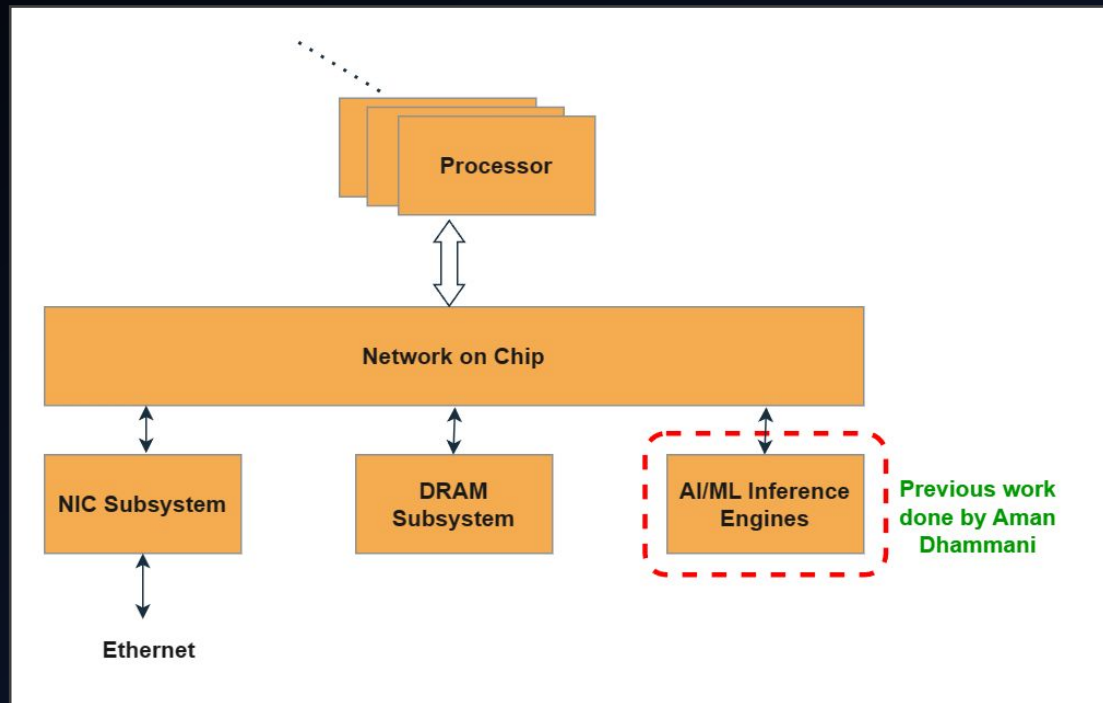 Processor
Network on Chip
NIC Subsystem
DRAM
Subsystem
AI/ML Inference
Engines
Previous work
done by Aman
Dhammani
Ethernet